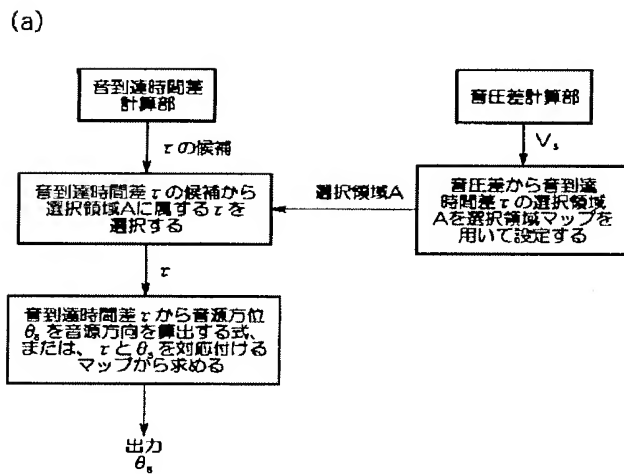 (a)
音到達時間差
計算部
音圧差計算部
τの候補
Vs
音到達時間差τの候補から
選択領域Aに属するτを
選択する
選択領域A
音圧差から音到達
時間差τの選択領域
Aを選択領域マップを
用いて設定する
τ
音到達時間差τから音源方位
θsを音源方向を算出する式、
または、τとθsを対応付ける
マップから求める
出力
θs